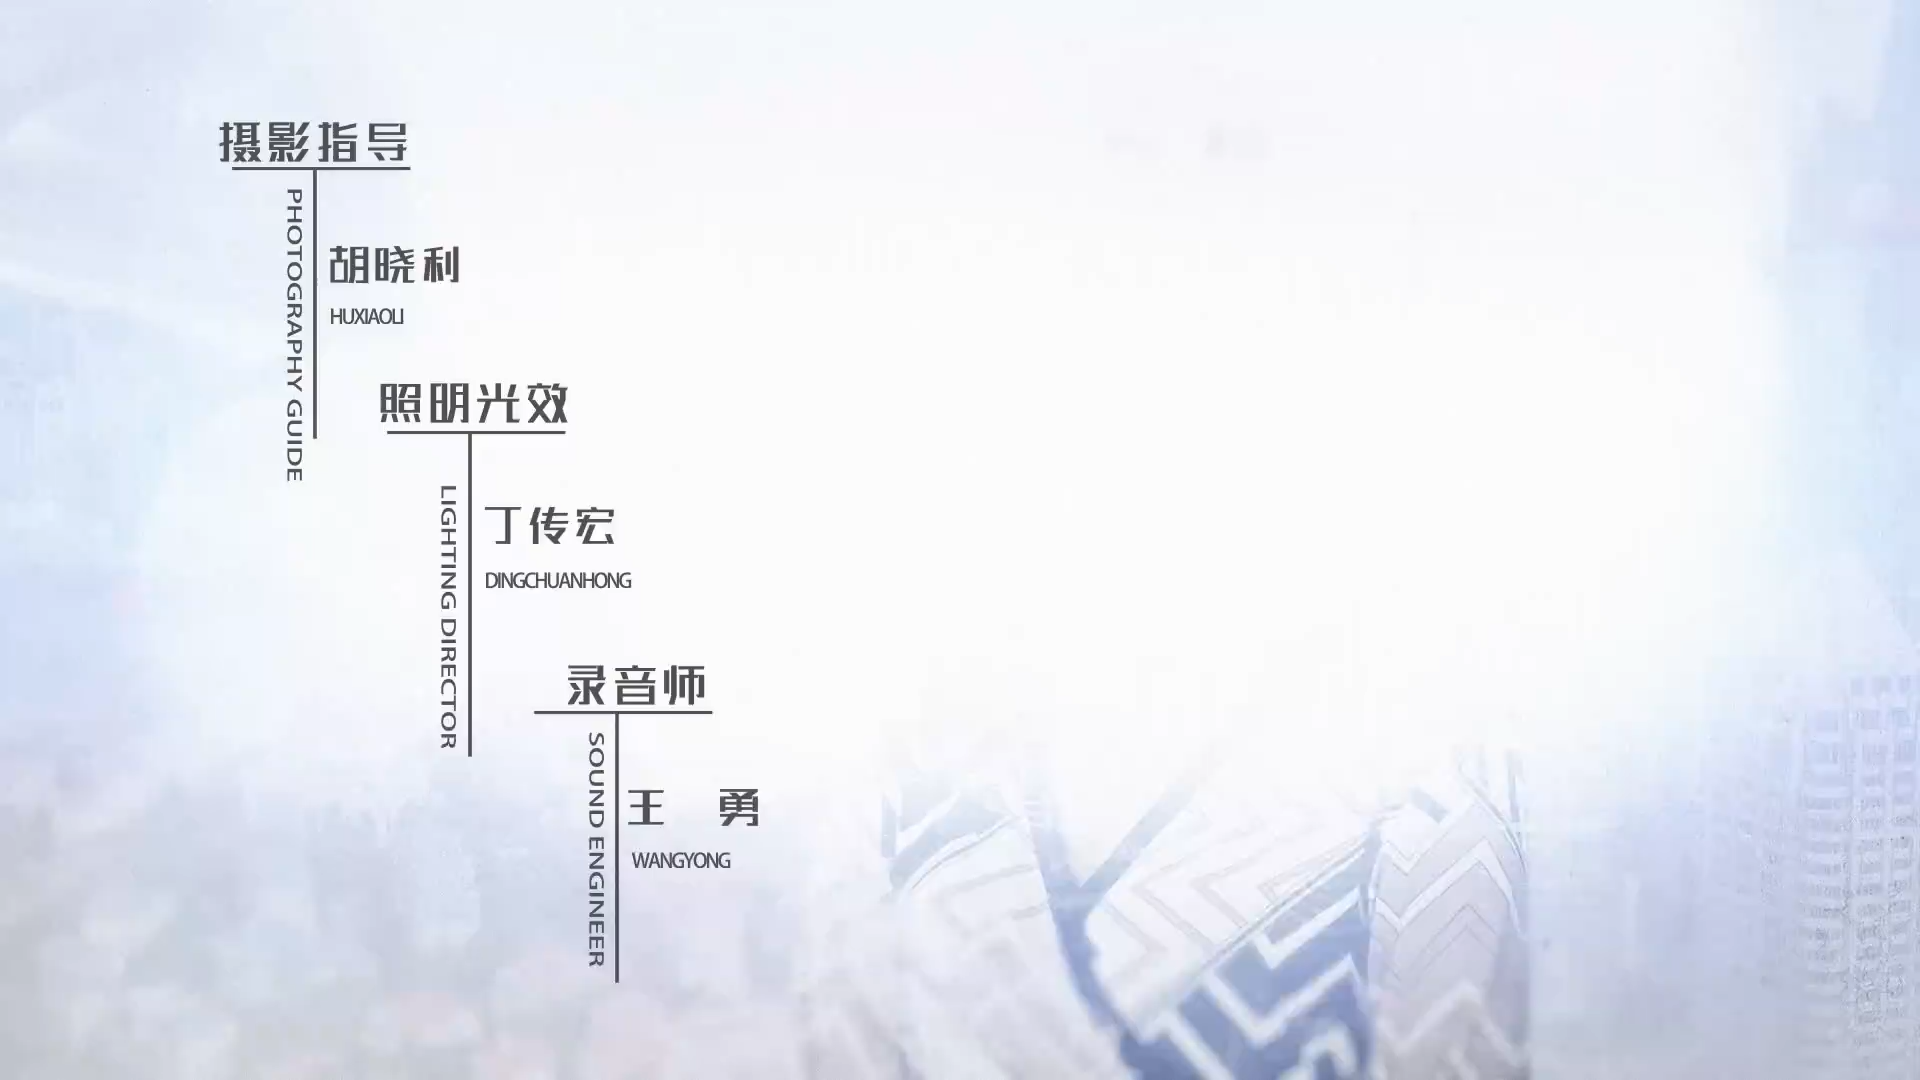 摄影指导
PHOTOGRAPHY GUIDE
胡晓利
HUXIAOLI
照明光效
LIGHTING DIRECTOR
丁传宏
DINGCHUANHONG
录音师
SOUND ENGINEER
王 勇
WANGYONG